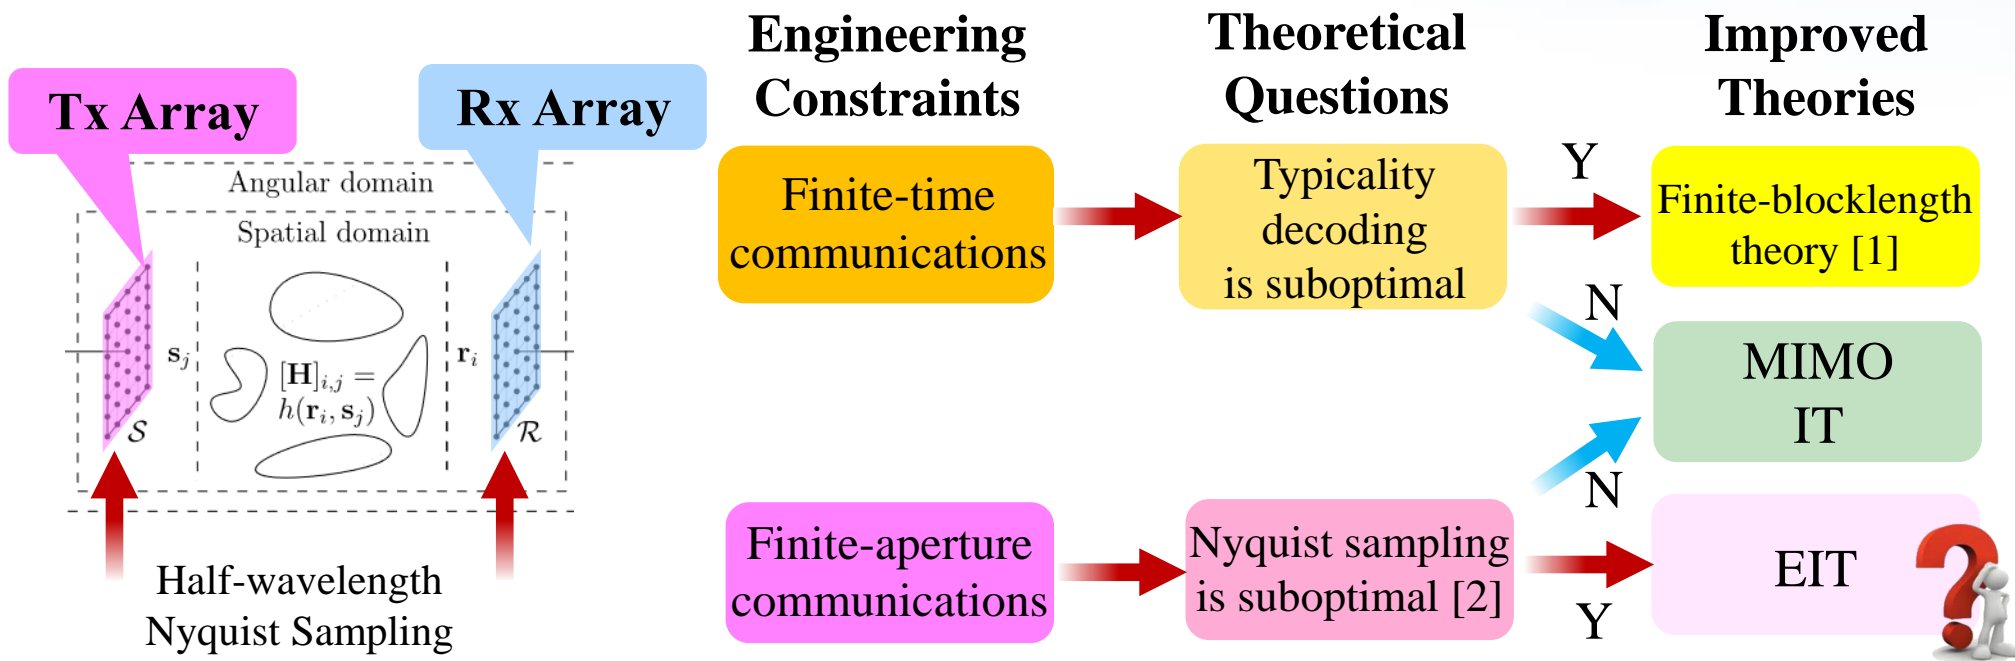 Tx Array
Rx Array
Angular domain
Spatial domain
s_j
r_i
[H]_{i,j} =
h(r_i, s_j)
S
R
Half-wavelength
Nyquist Sampling
Engineering
Constraints
Theoretical
Questions
Improved
Theories
Finite-time
communications
Typicality
decoding
is suboptimal
Y
Finite-blocklength
theory [1]
N
MIMO
IT
N
Finite-aperture
communications
Nyquist sampling
is suboptimal [2]
Y
EIT
?